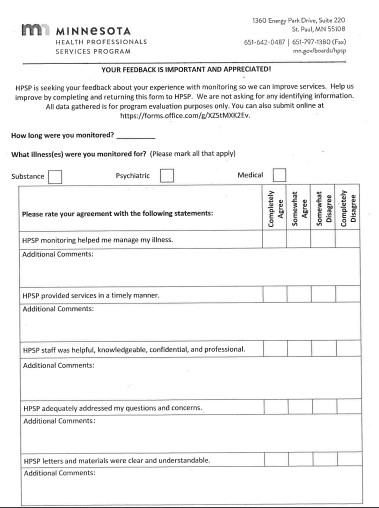 1360 Energy Park Drive, Suite 220
St. Paul, MN 55108
651-642-0487 | 651-797-1380 (Fax)
mn.gov/boards/hpsp
mn MINNESOTA
HEALTH PROFESSIONALS
SERVICES PROGRAM
YOUR FEEDBACK IS IMPORTANT AND APPRECIATED!
HPSP is seeking your feedback about your experience with monitoring so we can improve services. Help us
improve by completing and returning this form to HPSP. We are not asking for any identifying information.
All data gathered is for program evaluation purposes only. You can also submit online at
https://forms.office.com/g/XZ5tMXK2Ev.
How long were you monitored? ________
What illness(es) were you monitored for? (Please mark all that apply)
Substance Psychiatric Medical
Please rate your agreement with the following statements:
Completely Agree
Somewhat Agree
Somewhat Disagree
Completely Disagree
HPSP monitoring helped me manage my illness.
Additional Comments:
HPSP provided services in a timely manner.
Additional Comments:
HPSP staff was helpful, knowledgeable, confidential, and professional.
Additional Comments:
HPSP adequately addressed my questions and concerns.
Additional Comments:
HPSP letters and materials were clear and understandable.
Additional Comments: